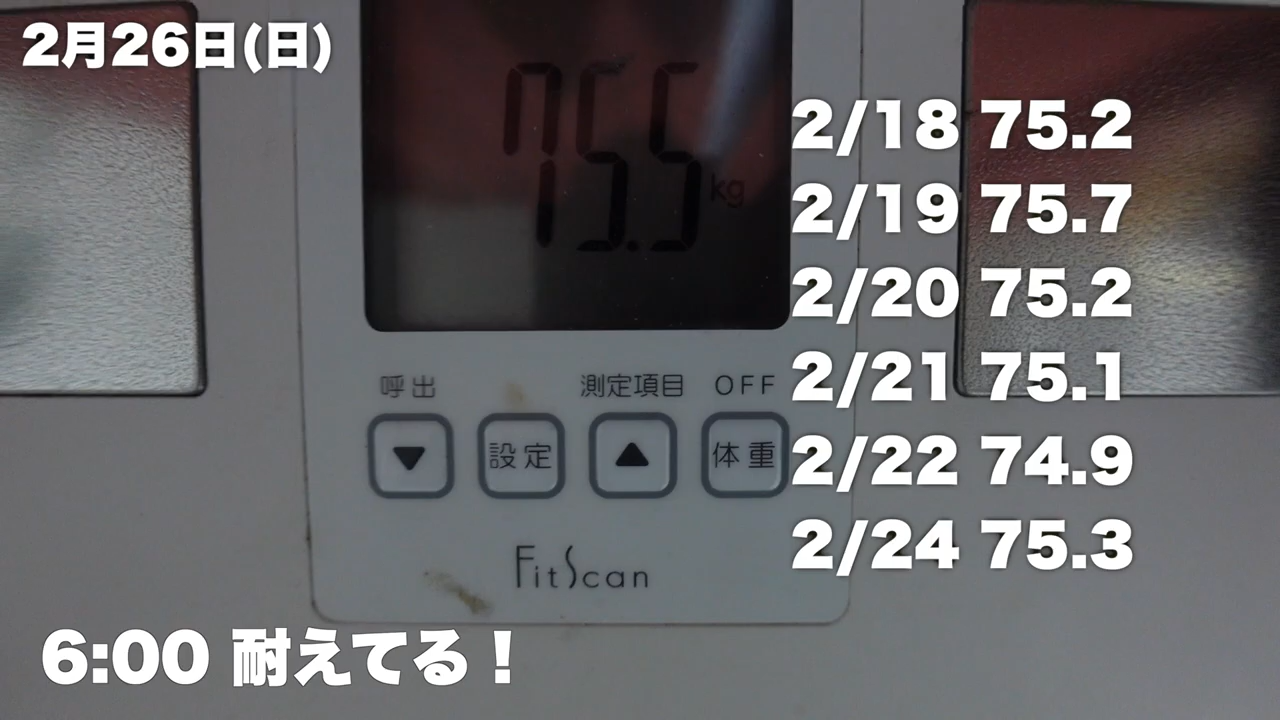 2月26日(日)
75.5
kg
2/18 75.2
2/19 75.7
2/20 75.2
2/21 75.1
2/22 74.9
2/24 75.3
呼出
測定項目
OFF
▼
設定
▲
体重
FitScan
6:00 耐えてる！